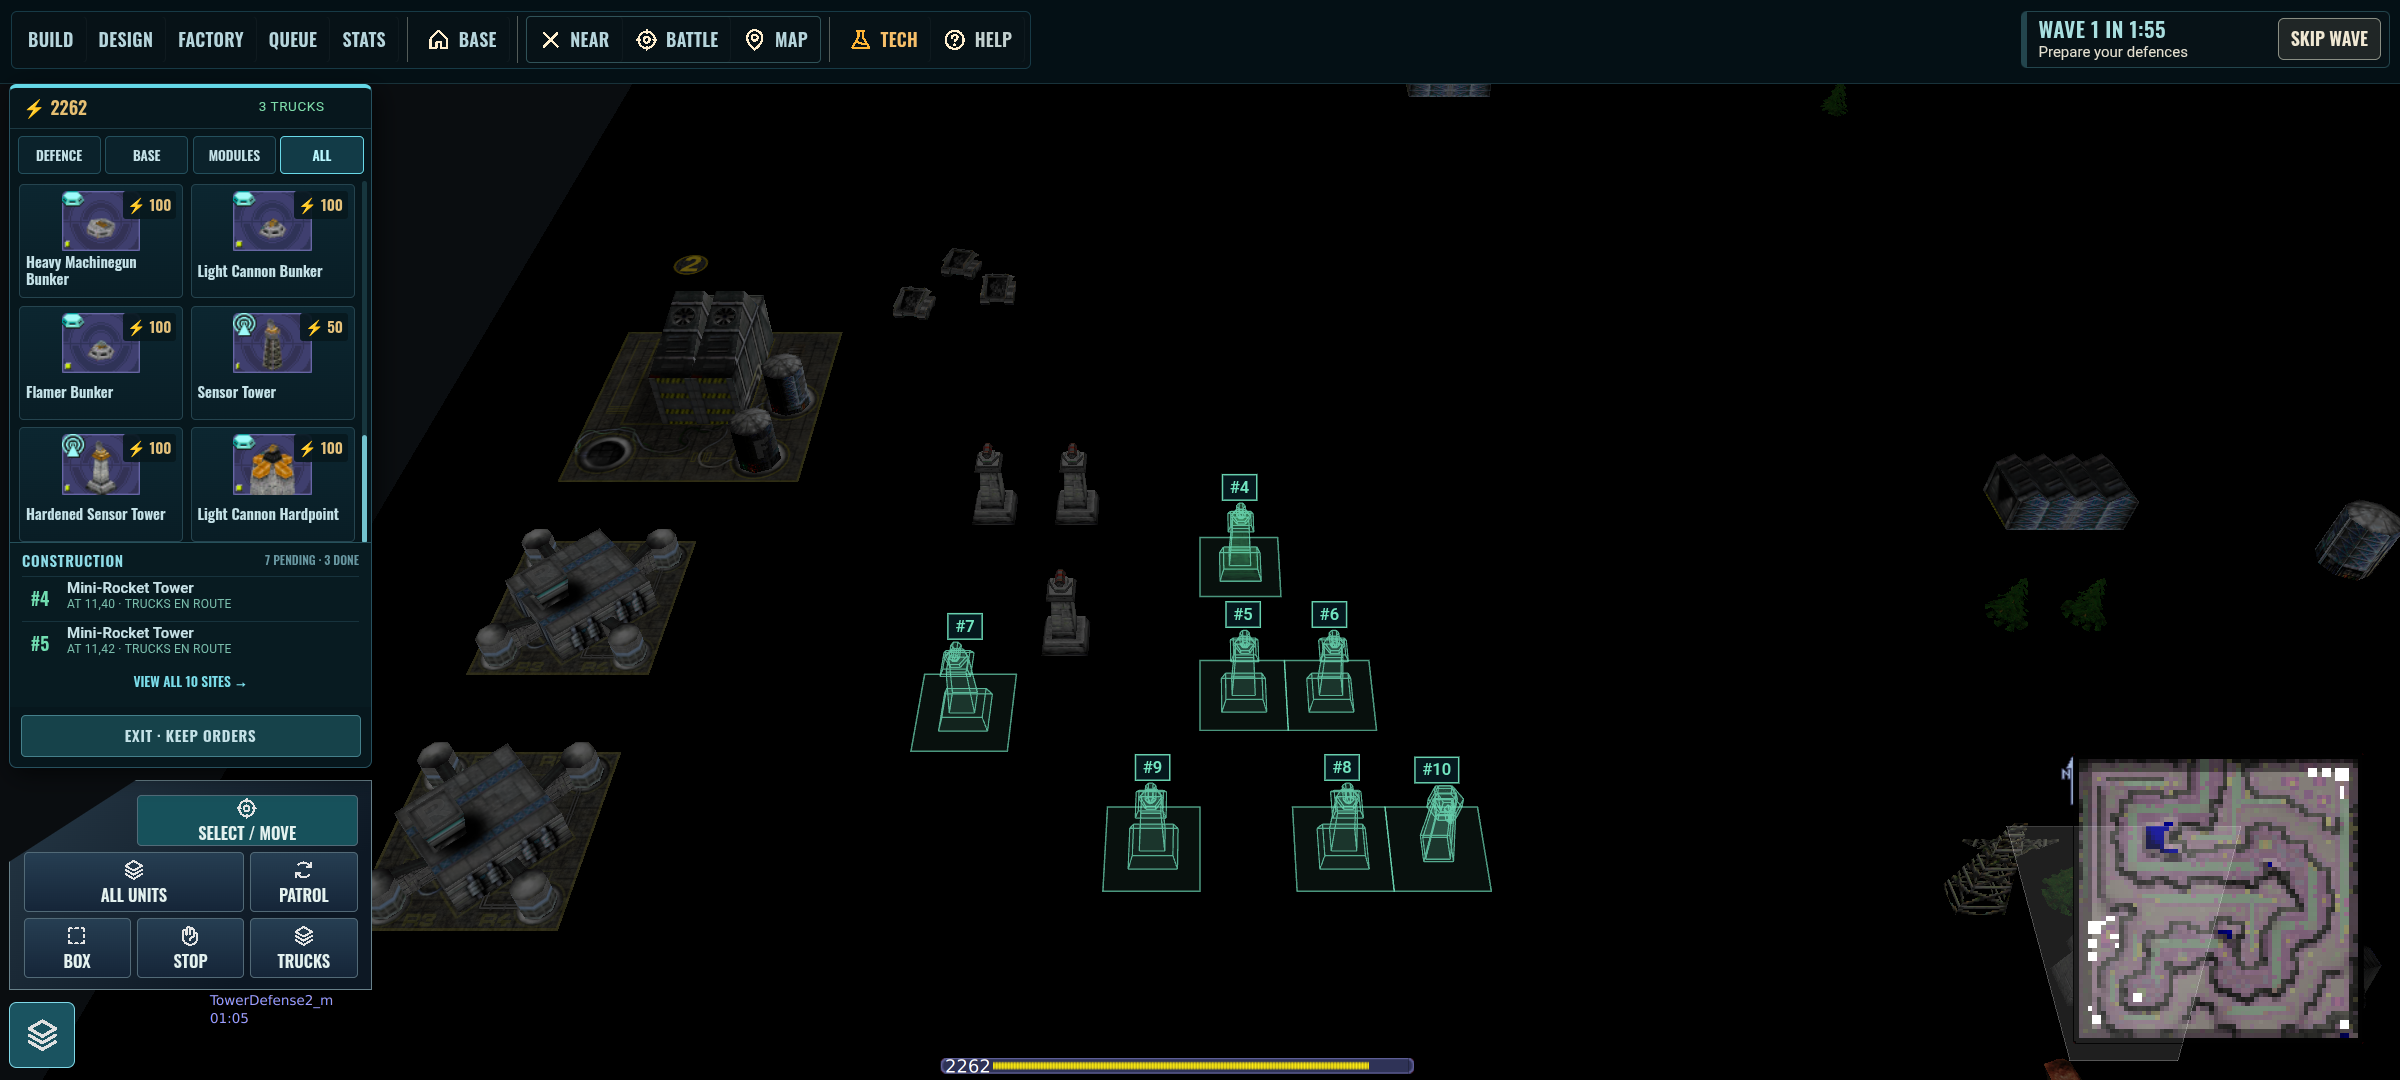 BUILD DESIGN FACTORY QUEUE STATS BASE NEAR BATTLE MAP TECH HELP
WAVE 1 IN 1:55
Prepare your defences
SKIP WAVE
2262
3 TRUCKS
DEFENCE BASE MODULES ALL
100
Heavy Machinegun
Bunker
100
Light Cannon Bunker
100
Flamer Bunker
50
Sensor Tower
100
Hardened Sensor Tower
100
Light Cannon Hardpoint
CONSTRUCTION
7 PENDING · 3 DONE
#4
Mini-Rocket Tower
AT 11,40 · TRUCKS EN ROUTE
#5
Mini-Rocket Tower
AT 11,42 · TRUCKS EN ROUTE
VIEW ALL 10 SITES →
EXIT · KEEP ORDERS
SELECT / MOVE
ALL UNITS
PATROL
BOX
STOP
TRUCKS
TowerDefense2_m
01:05
2
#4
#5
#6
#7
#9
#8
#10
N
2262